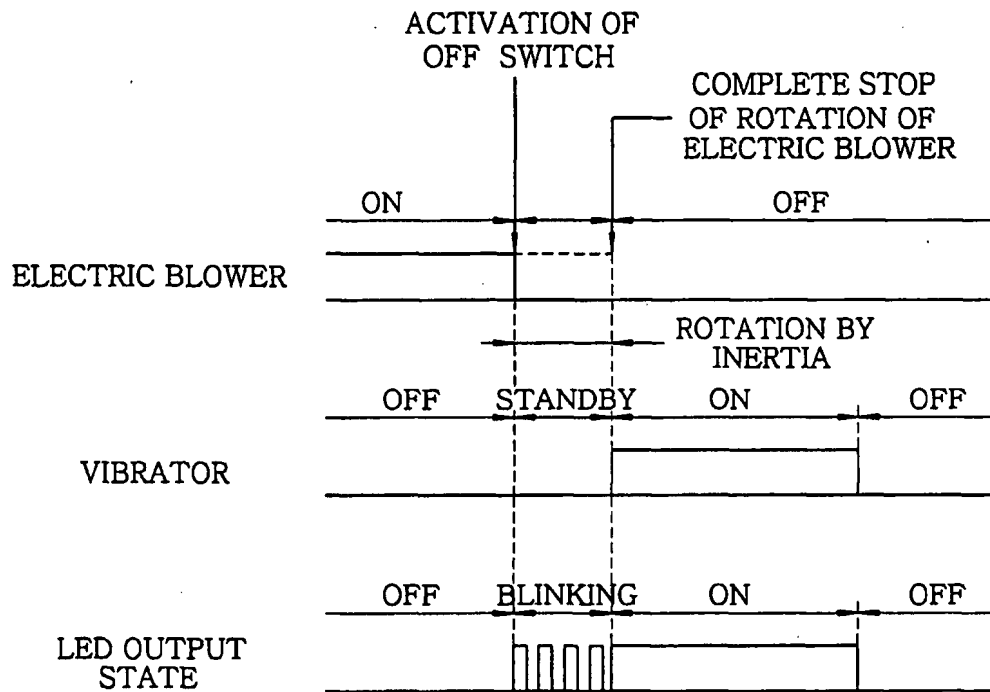 ACTIVATION OF
OFF SWITCH
COMPLETE STOP
OF ROTATION OF
ELECTRIC BLOWER
ON
OFF
ELECTRIC BLOWER
ROTATION BY
INERTIA
OFF
STANDBY
ON
OFF
VIBRATOR
OFF
BLINKING
ON
OFF
LED OUTPUT
STATE